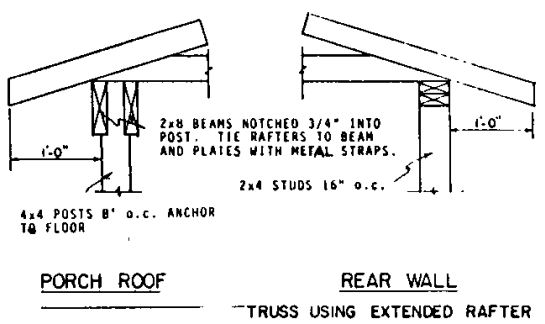 2x8 BEAMS NOTCHED 3/4" INTO
POST. TIE RAFTERS TO BEAM
AND PLATES WITH METAL STRAPS.
1'-0"
1'-0"
2x4 STUDS 16" o.c.
4x4 POSTS 8' o.c. ANCHOR
TO FLOOR
PORCH ROOF
REAR WALL
TRUSS USING EXTENDED RAFTER